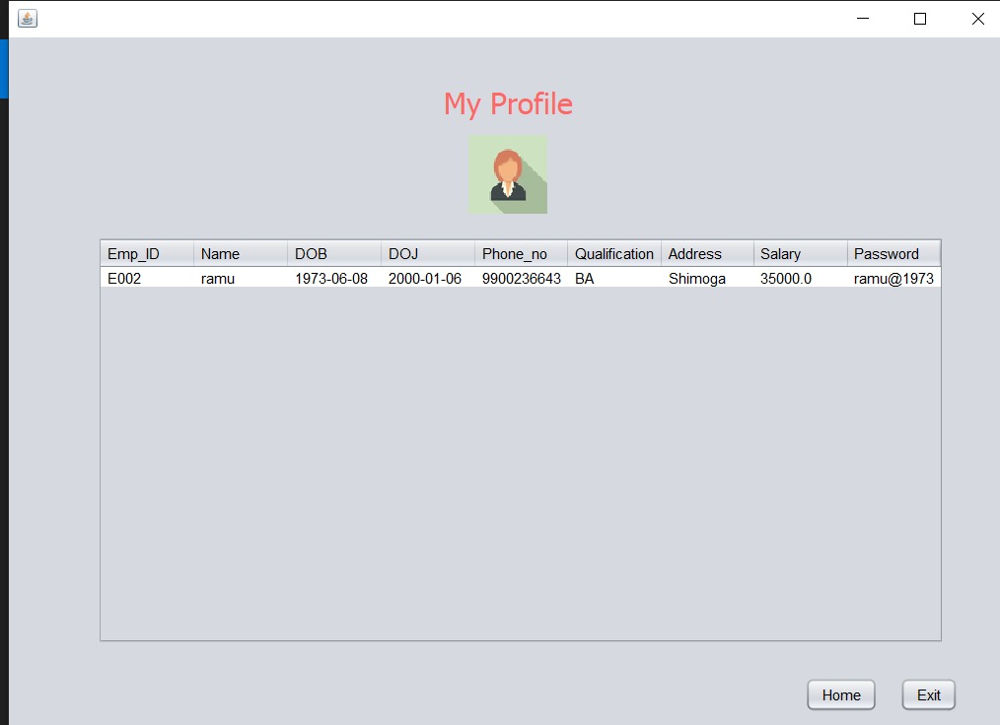 My Profile
Emp_ID Name DOB DOJ Phone_no Qualification Address Salary Password
E002 ramu 1973-06-08 2000-01-06 9900236643 BA Shimoga 35000.0 ramu@1973
Home Exit